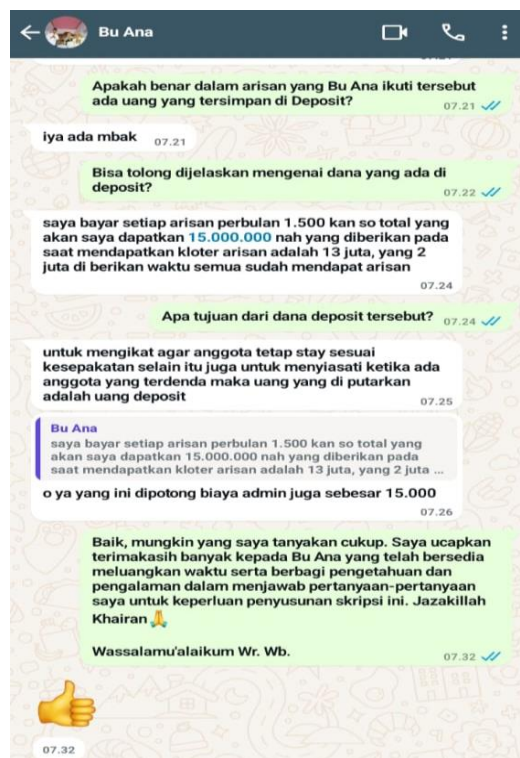 Bu Ana
Apakah benar dalam arisan yang Bu Ana ikuti tersebut
ada uang yang tersimpan di Deposit?
07.21
iya ada mbak
07.21
Bisa tolong dijelaskan mengenai dana yang ada di
deposit?
07.22
saya bayar setiap arisan perbulan 1.500 kan so total yang
akan saya dapatkan 15.000.000 nah yang diberikan pada
saat mendapatkan kloter arisan adalah 13 juta, yang 2
juta di berikan waktu semua sudah mendapat arisan
07.24
Apa tujuan dari dana deposit tersebut?
07.24
untuk mengikat agar anggota tetap stay sesuai
kesepakatan selain itu juga untuk menyiasati ketika ada
anggota yang terdenda maka uang yang di putarkan
adalah uang deposit
07.25
Bu Ana
saya bayar setiap arisan perbulan 1.500 kan so total yang
akan saya dapatkan 15.000.000 nah yang diberikan pada
saat mendapatkan kloter arisan adalah 13 juta, yang 2 juta ...
o ya yang ini dipotong biaya admin juga sebesar 15.000
07.26
Baik, mungkin yang saya tanyakan cukup. Saya ucapkan
terimakasih banyak kepada Bu Ana yang telah bersedia
meluangkan waktu serta berbagi pengetahuan dan
pengalaman dalam menjawab pertanyaan-pertanyaan
saya untuk keperluan penyusunan skripsi ini. Jazakillah
Khairan 🙏
Wassalamu'alaikum Wr. Wb.
07.32
07.32